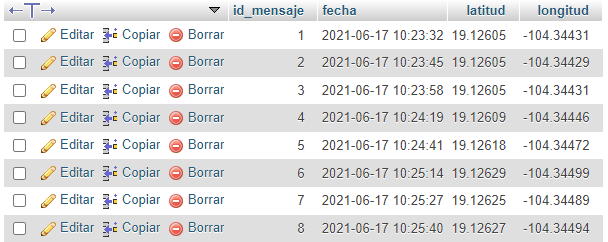 ←T→ id_mensaje fecha latitud longitud
Editar Copiar Borrar 1 2021-06-17 10:23:32 19.12605 -104.34431
Editar Copiar Borrar 2 2021-06-17 10:23:45 19.12605 -104.34429
Editar Copiar Borrar 3 2021-06-17 10:23:58 19.12605 -104.34431
Editar Copiar Borrar 4 2021-06-17 10:24:19 19.12609 -104.34446
Editar Copiar Borrar 5 2021-06-17 10:24:41 19.12618 -104.34472
Editar Copiar Borrar 6 2021-06-17 10:25:14 19.12629 -104.34499
Editar Copiar Borrar 7 2021-06-17 10:25:27 19.12625 -104.34489
Editar Copiar Borrar 8 2021-06-17 10:25:40 19.12627 -104.34494